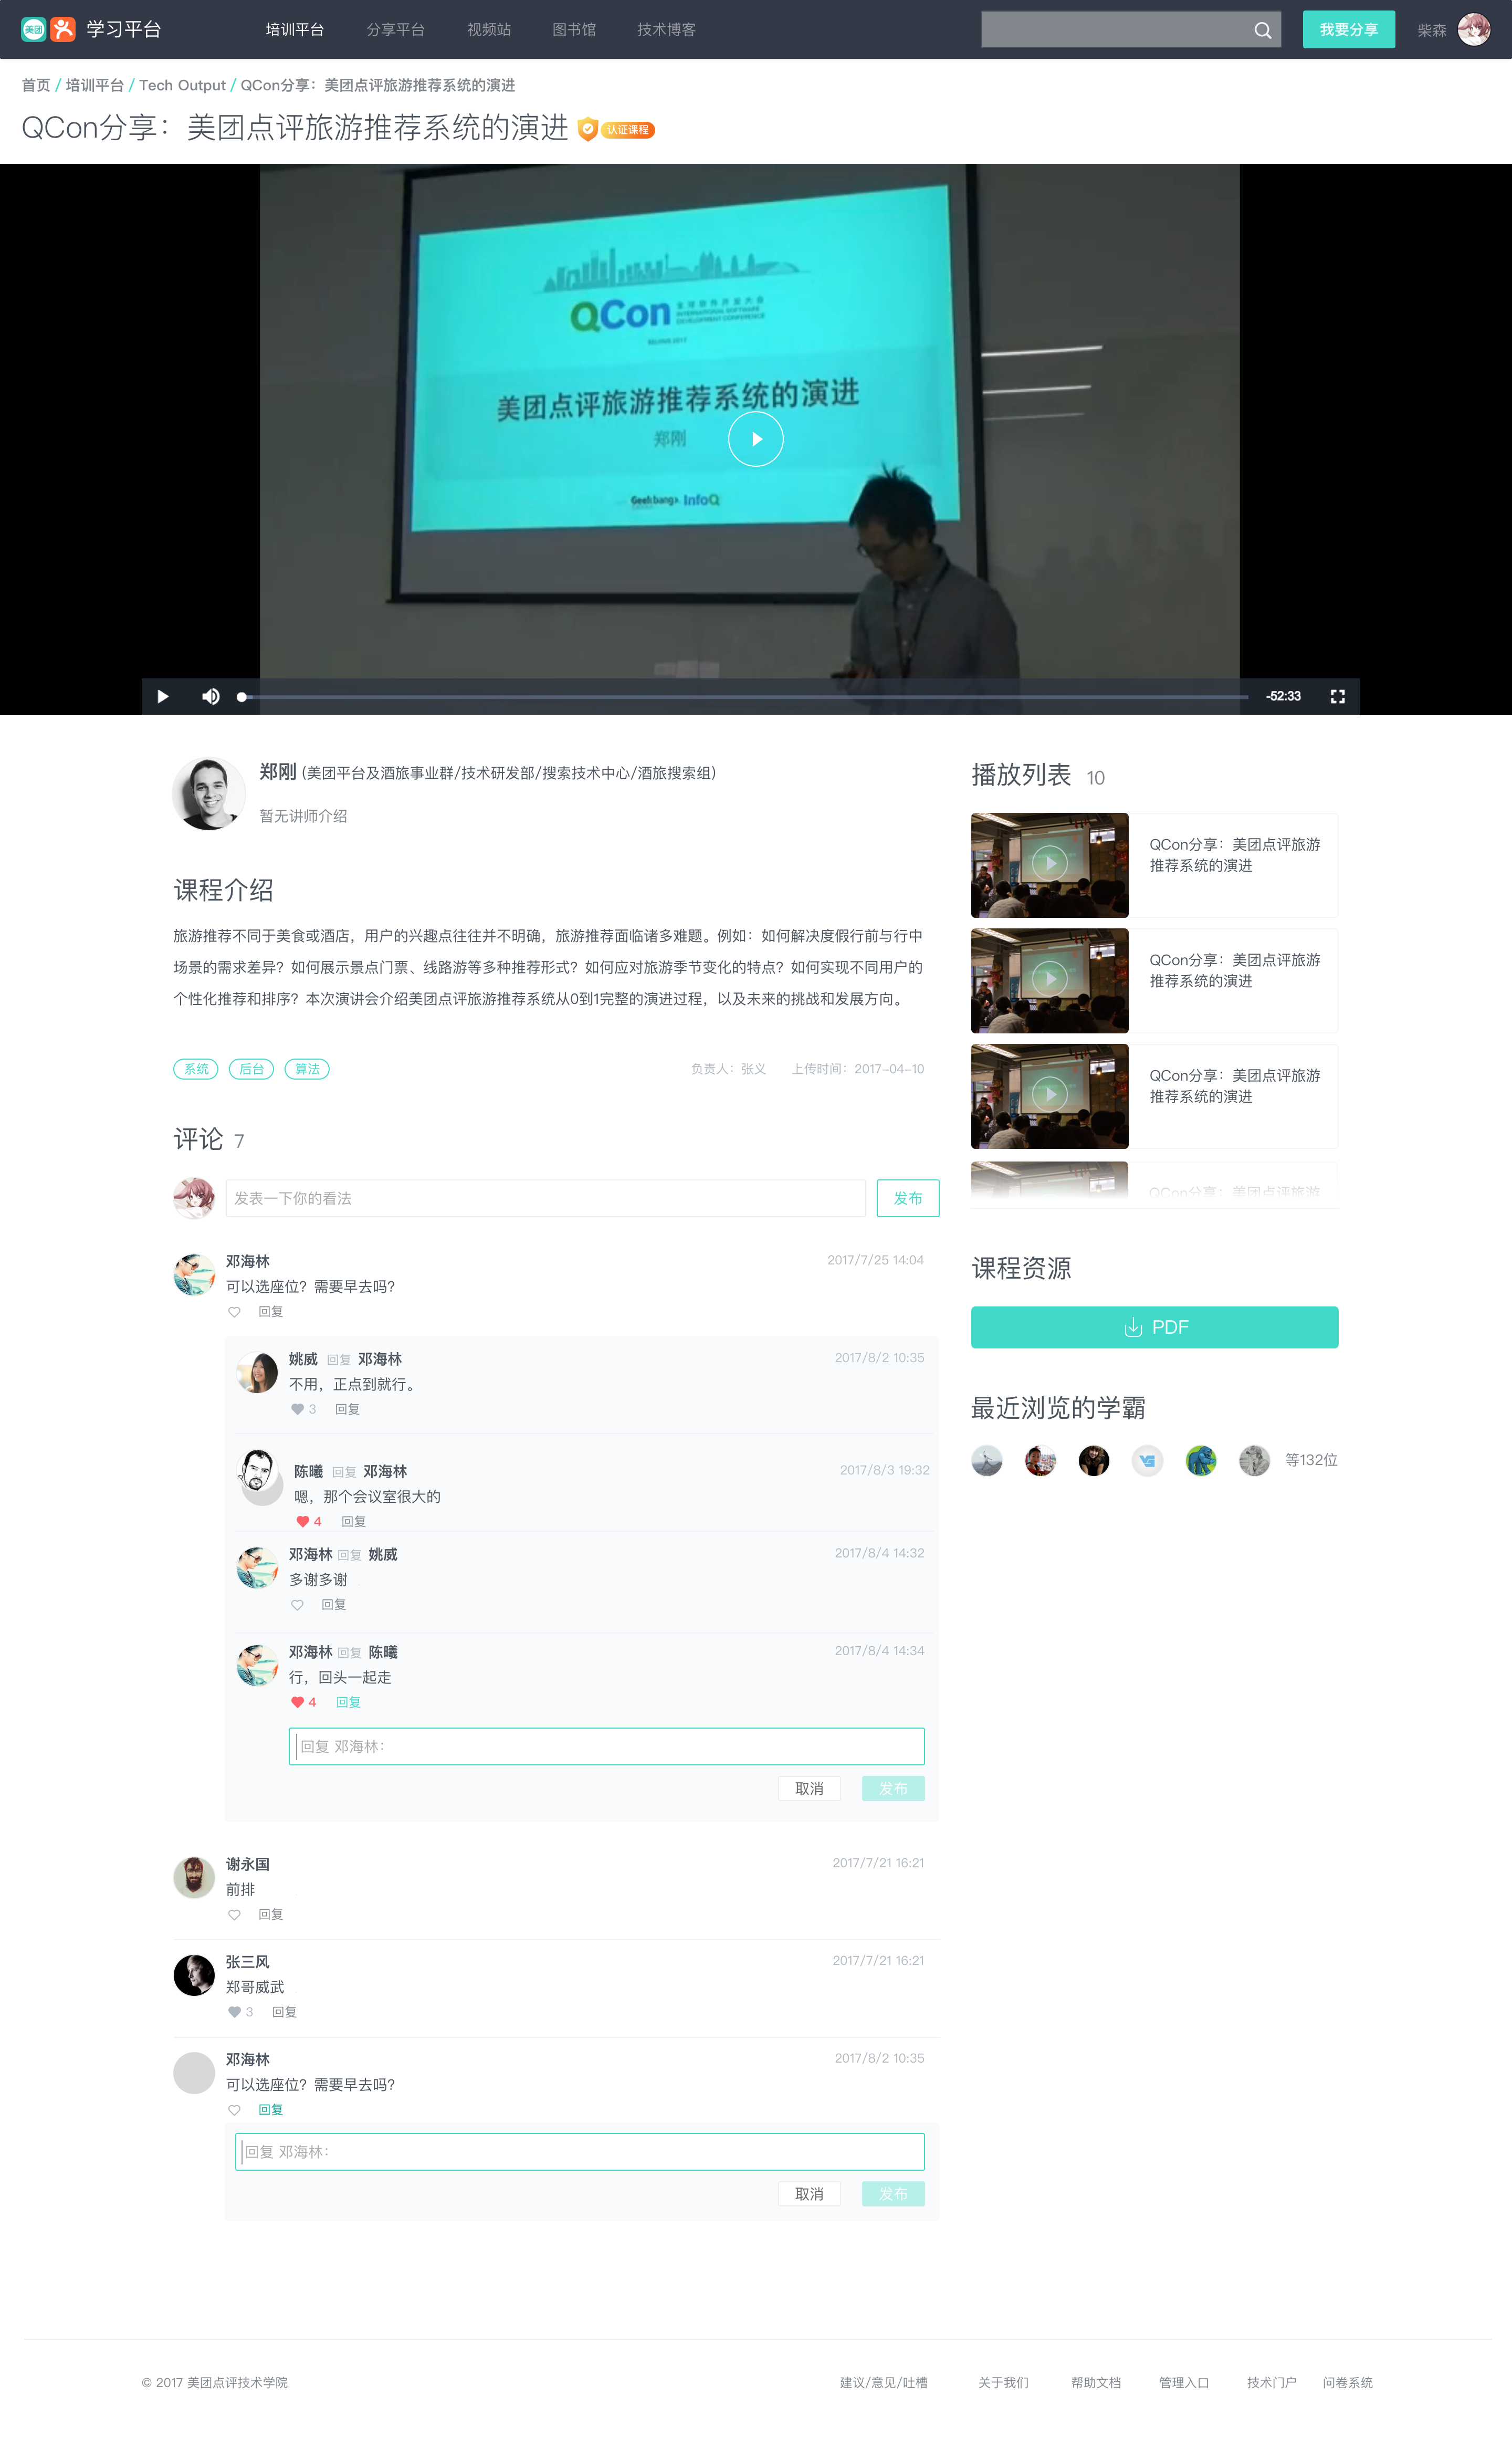 美团 学习平台 培训平台 分享平台 视频站 图书馆 技术博客 我要分享 柴森
首页 / 培训平台 / Tech Output / QCon分享：美团点评旅游推荐系统的演进
QCon分享：美团点评旅游推荐系统的演进 认证课程
QCon 全球软件开发大会
INTERNATIONAL SOFTWARE
DEVELOPMENT CONFERENCE
BEIJING 2017
美团点评旅游推荐系统的演进
郑刚
Geekbang> InfoQ
-52:33
郑刚 (美团平台及酒旅事业群/技术研发部/搜索技术中心/酒旅搜索组)
暂无讲师介绍
课程介绍
旅游推荐不同于美食或酒店，用户的兴趣点往往并不明确，旅游推荐面临诸多难题。例如：如何解决度假行前与行中
场景的需求差异？如何展示景点门票、线路游等多种推荐形式？如何应对旅游季节变化的特点？如何实现不同用户的
个性化推荐和排序？本次演讲会介绍美团点评旅游推荐系统从0到1完整的演进过程，以及未来的挑战和发展方向。
系统 后台 算法 负责人：张义 上传时间：2017-04-10
评论 7
发表一下你的看法 发布
邓海林 2017/7/25 14:04
可以选座位？需要早去吗？
回复
姚威 回复 邓海林 2017/8/2 10:35
不用，正点到就行。
3 回复
陈曦 回复 邓海林 2017/8/3 19:32
嗯，那个会议室很大的
4 回复
邓海林 回复 姚威 2017/8/4 14:32
多谢多谢
回复
邓海林 回复 陈曦 2017/8/4 14:34
行，回头一起走
4 回复
回复 邓海林：
取消 发布
谢永国 2017/7/21 16:21
前排
回复
张三风 2017/7/21 16:21
郑哥威武
3 回复
邓海林 2017/8/2 10:35
可以选座位？需要早去吗？
回复
回复 邓海林：
取消 发布
播放列表 10
QCon分享：美团点评旅游
推荐系统的演进
QCon分享：美团点评旅游
推荐系统的演进
QCon分享：美团点评旅游
推荐系统的演进
QCon分享：美团点评旅游
课程资源
PDF
最近浏览的学霸
等132位
© 2017 美团点评技术学院 建议/意见/吐槽 关于我们 帮助文档 管理入口 技术门户 问卷系统